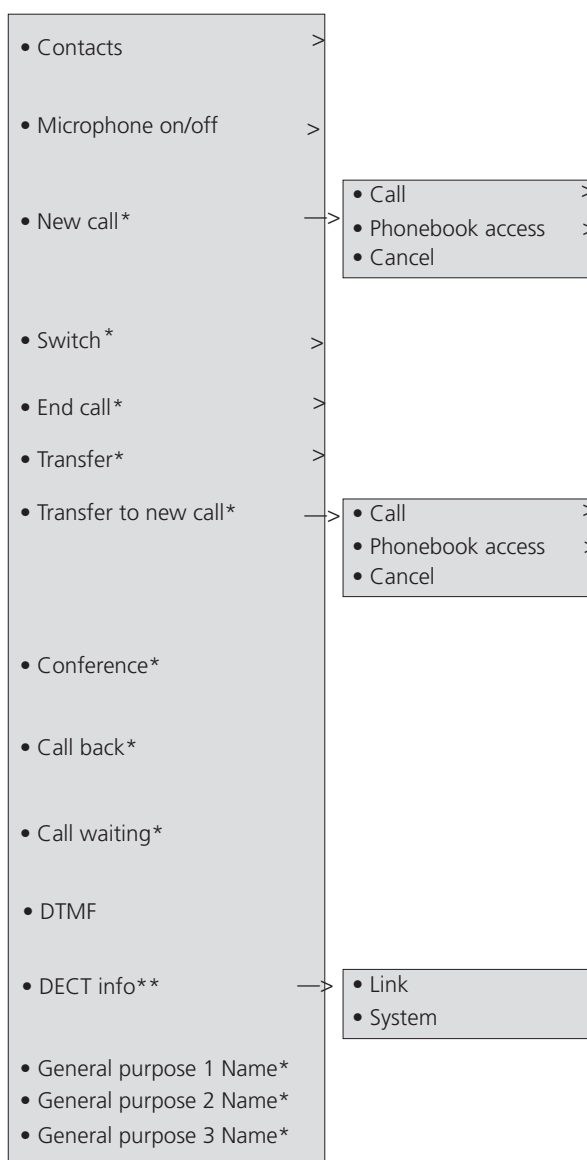 • Contacts >
• Microphone on/off >
• New call* —>
• Call >
• Phonebook access >
• Cancel
• Switch* >
• End call* >
• Transfer* >
• Transfer to new call* —>
• Call >
• Phonebook access >
• Cancel
• Conference*
• Call back*
• Call waiting*
• DTMF
• DECT info** —>
• Link
• System
• General purpose 1 Name*
• General purpose 2 Name*
• General purpose 3 Name*